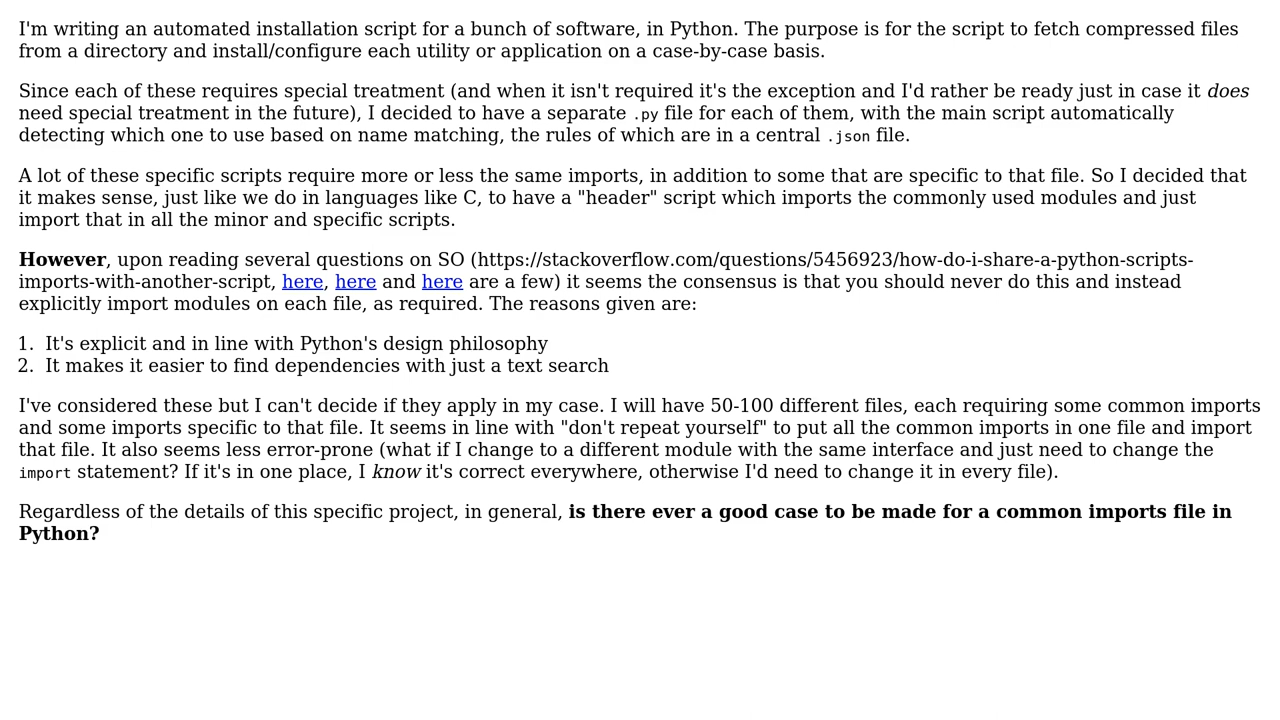 I'm writing an automated installation script for a bunch of software, in Python. The purpose is for the script to fetch compressed files
from a directory and install/configure each utility or application on a case-by-case basis.
Since each of these requires special treatment (and when it isn't required it's the exception and I'd rather be ready just in case it does
need special treatment in the future), I decided to have a separate .py file for each of them, with the main script automatically
detecting which one to use based on name matching, the rules of which are in a central .json file.
A lot of these specific scripts require more or less the same imports, in addition to some that are specific to that file. So I decided that
it makes sense, just like we do in languages like C, to have a "header" script which imports the commonly used modules and just
import that in all the minor and specific scripts.
However, upon reading several questions on SO (https://stackoverflow.com/questions/5456923/how-do-i-share-a-python-scripts-
imports-with-another-script, here, here and here are a few) it seems the consensus is that you should never do this and instead
explicitly import modules on each file, as required. The reasons given are:
1. It's explicit and in line with Python's design philosophy
2. It makes it easier to find dependencies with just a text search
I've considered these but I can't decide if they apply in my case. I will have 50-100 different files, each requiring some common imports
and some imports specific to that file. It seems in line with "don't repeat yourself" to put all the common imports in one file and import
that file. It also seems less error-prone (what if I change to a different module with the same interface and just need to change the
import statement? If it's in one place, I know it's correct everywhere, otherwise I'd need to change it in every file).
Regardless of the details of this specific project, in general, is there ever a good case to be made for a common imports file in
Python?